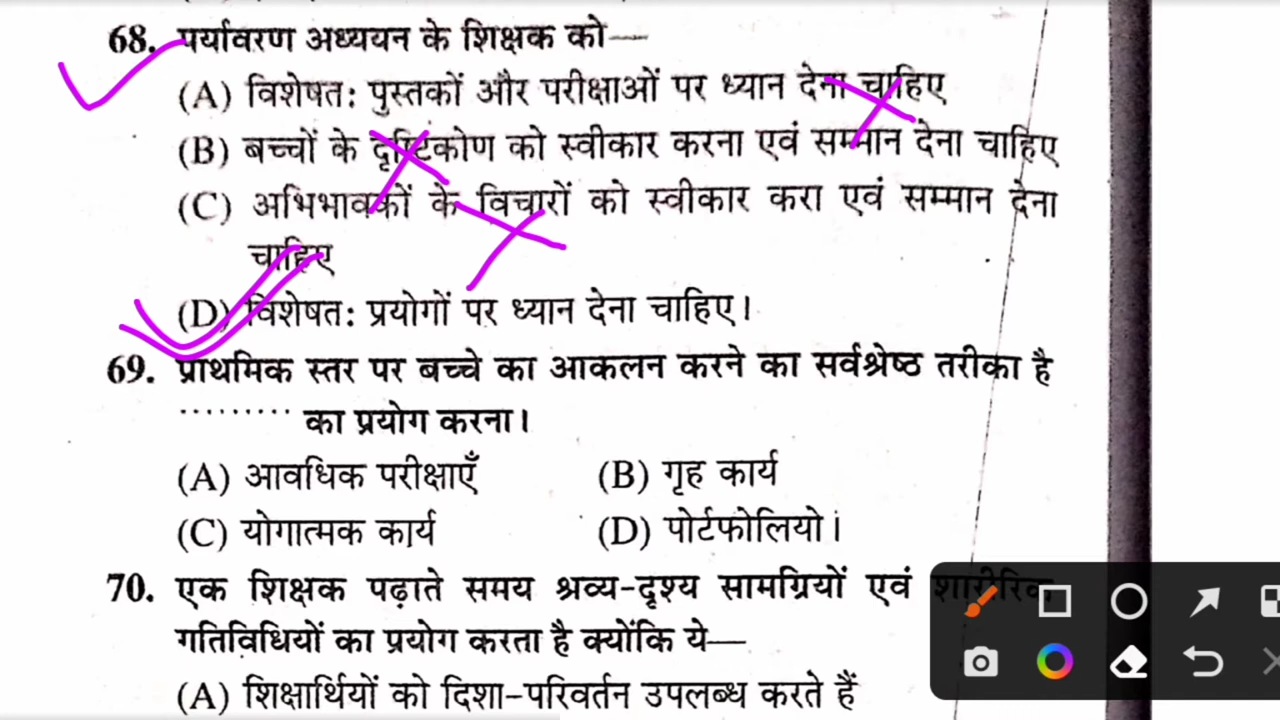 68. पर्यावरण अध्ययन के शिक्षक को—
(A) विशेषतः पुस्तकों और परीक्षाओं पर ध्यान देना चाहिए
(B) बच्चों के दृष्टिकोण को स्वीकार करना एवं सम्मान देना चाहिए
(C) अभिभावकों के विचारों को स्वीकार करा एवं सम्मान देना
चाहिए
(D) विशेषतः प्रयोगों पर ध्यान देना चाहिए।
69. प्राथमिक स्तर पर बच्चे का आकलन करने का सर्वश्रेष्ठ तरीका है
......... का प्रयोग करना।
(A) आवधिक परीक्षाएँ (B) गृह कार्य
(C) योगात्मक कार्य (D) पोर्टफोलियो।
70. एक शिक्षक पढ़ाते समय श्रव्य-दृश्य सामग्रियों एवं शारीरिक
गतिविधियों का प्रयोग करता है क्योंकि ये—
(A) शिक्षार्थियों को दिशा-परिवर्तन उपलब्ध करते हैं